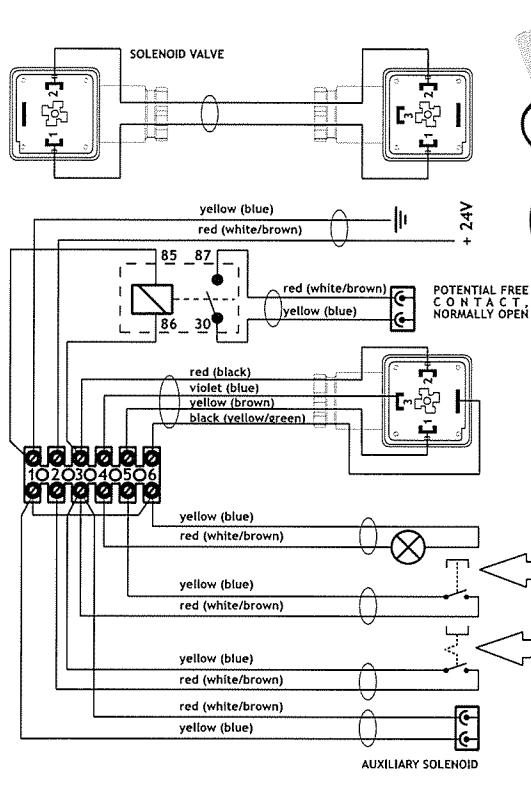 SOLENOID VALVE
2
1
2
3
1
yellow (blue)
red (white/brown)
+ 24V
85 87
86 30
red (white/brown)
yellow (blue)
POTENTIAL FREE
CONTACT,
NORMALLY OPEN
red (black)
violet (blue)
yellow (brown)
black (yellow/green)
2
3
1
1 2 3 4 5 6
yellow (blue)
red (white/brown)
yellow (blue)
red (white/brown)
yellow (blue)
red (white/brown)
red (white/brown)
yellow (blue)
AUXILIARY SOLENOID